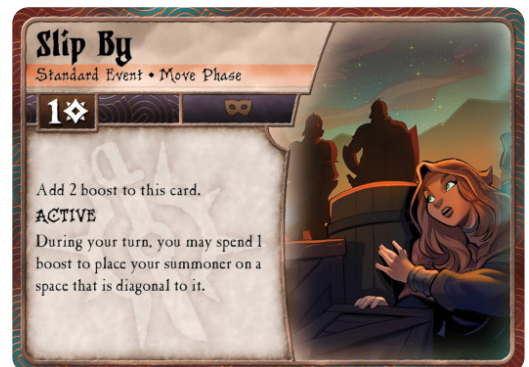 Slip By
Standard Event • Move Phase
1
Add 2 boost to this card.
ACTIVE
During your turn, you may spend 1
boost to place your summoner on a
space that is diagonal to it.